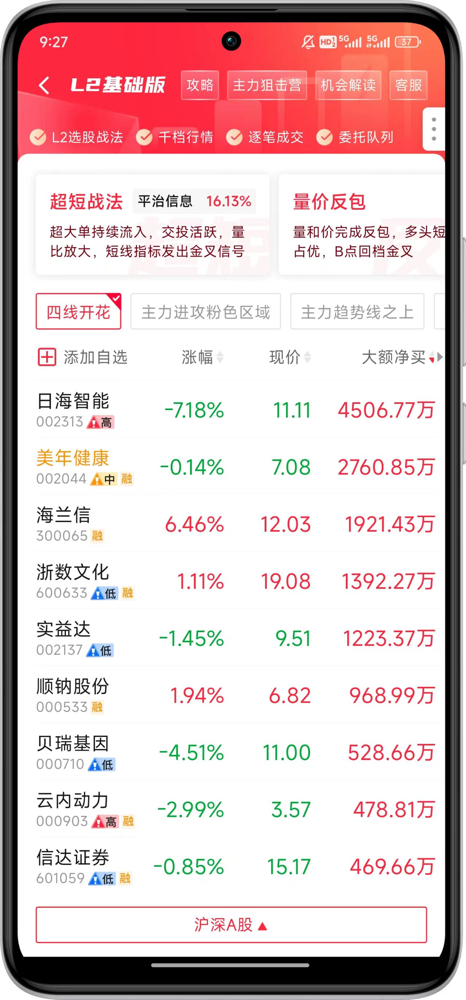 9:27
HD 1 2 5G 5G 37
L2基础版 攻略 主力狙击营 机会解读 客服
L2选股战法 千档行情 逐笔成交 委托队列
超短战法 平治信息 16.13%
超大单持续流入，交投活跃，量
比放大，短线指标发出金叉信号
超短
量价反包
量和价完成反包，多头短
占优，B点回档金叉
反
四线开花 主力进攻粉色区域 主力趋势线之上
添加自选 涨幅 现价 大额净买
日海智能 -7.18% 11.11 4506.77万
002313 高
美年健康 -0.14% 7.08 2760.85万
002044 中 融
海兰信 6.46% 12.03 1921.43万
300065 融
浙数文化 1.11% 19.08 1392.27万
600633 低 融
实益达 -1.45% 9.51 1223.37万
002137 低
顺钠股份 1.94% 6.82 968.99万
000533 融
贝瑞基因 -4.51% 11.00 528.66万
000710 低
云内动力 -2.99% 3.57 478.81万
000903 高 融
信达证券 -0.85% 15.17 469.66万
601059 低 融
沪深A股